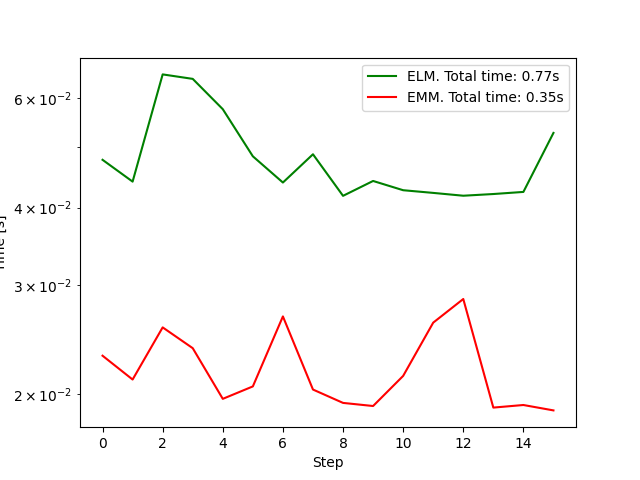 ELM. Total time: 0.77s
EMM. Total time: 0.35s
6 × 10⁻²
4 × 10⁻²
3 × 10⁻²
2 × 10⁻²
Time [s]
0 2 4 6 8 10 12 14
Step